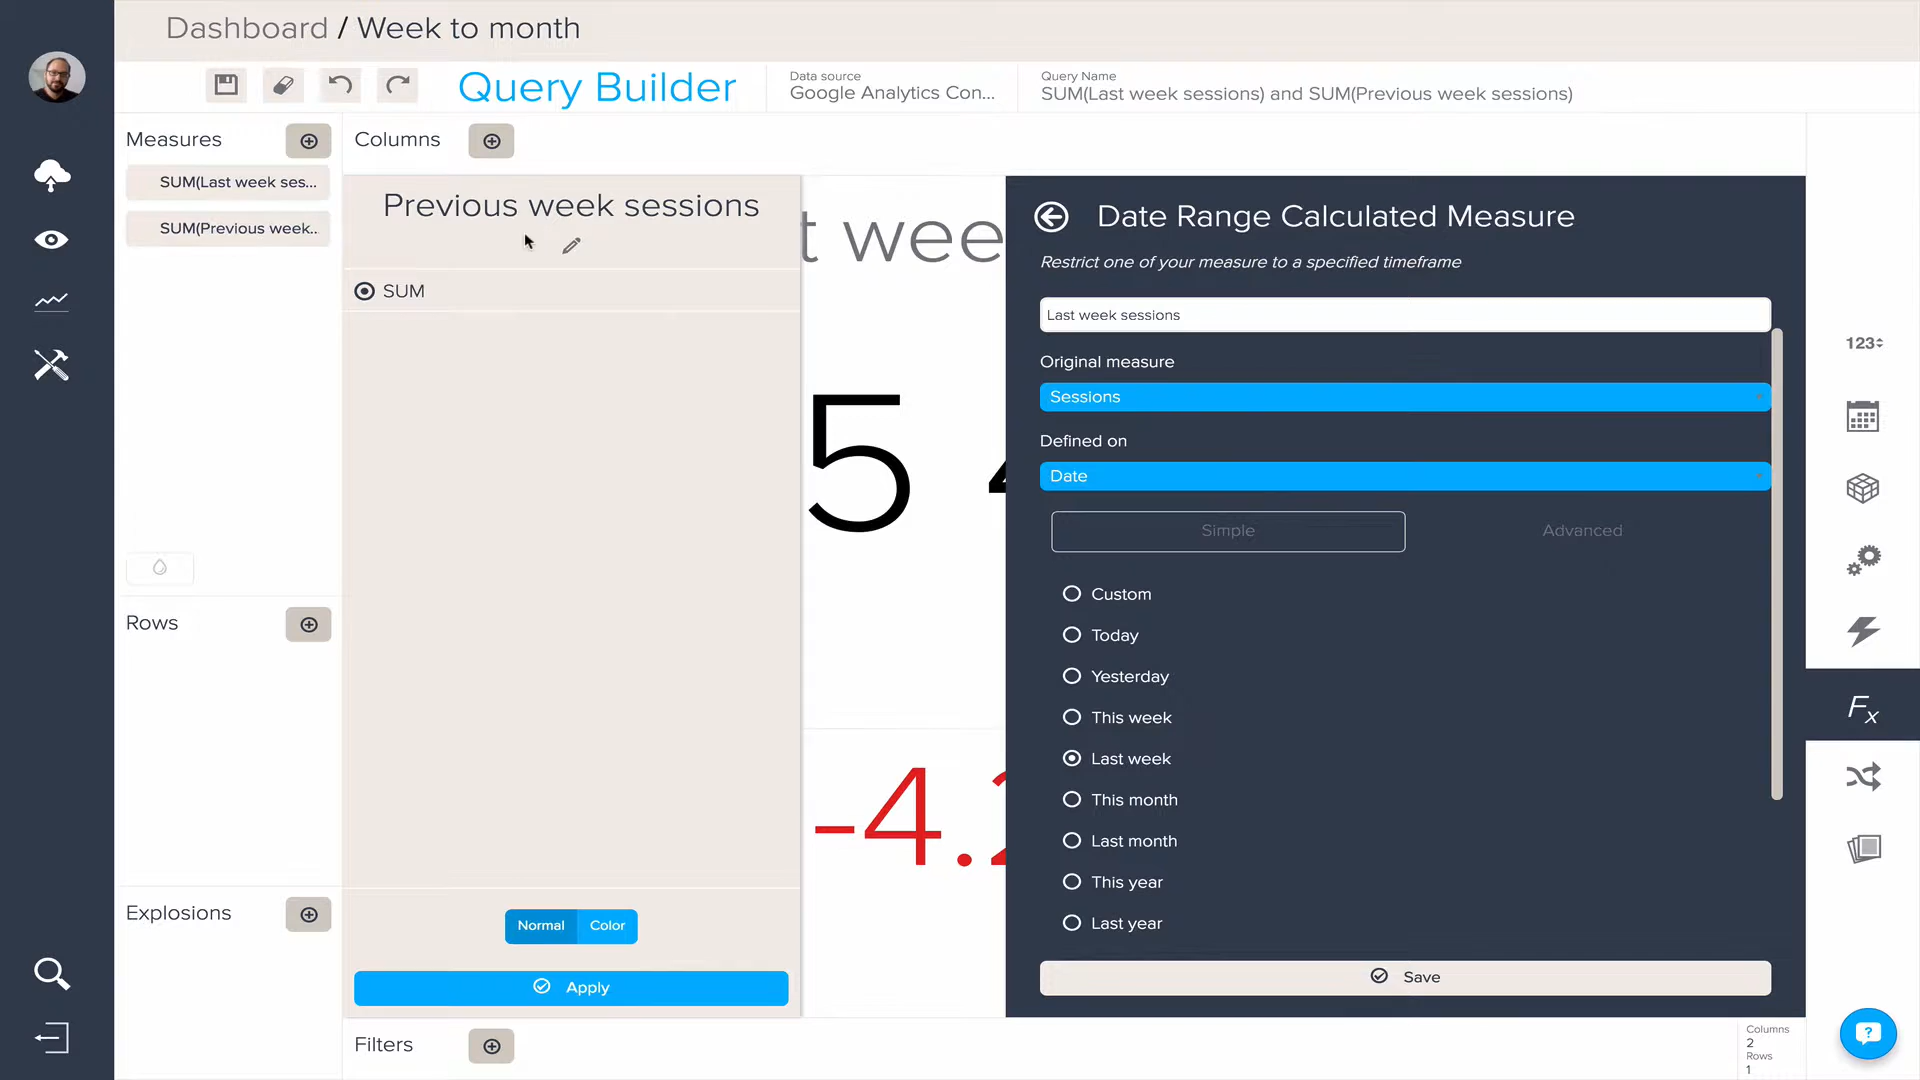 Dashboard / Week to month
Query Builder
Data source
Google Analytics Con...
Query Name
SUM(Last week sessions) and SUM(Previous week sessions)
Measures
Columns
SUM(Last week ses...
SUM(Previous week..
Previous week sessions
SUM
t wee
5
-4.2
Date Range Calculated Measure
Restrict one of your measure to a specified timeframe
Last week sessions
Original measure
Sessions
Defined on
Date
Simple
Advanced
Custom
Today
Yesterday
This week
Last week
This month
Last month
This year
Last year
Save
123
Fx
Rows
Explosions
Normal
Color
Apply
Filters
Columns
2
Rows
1
?